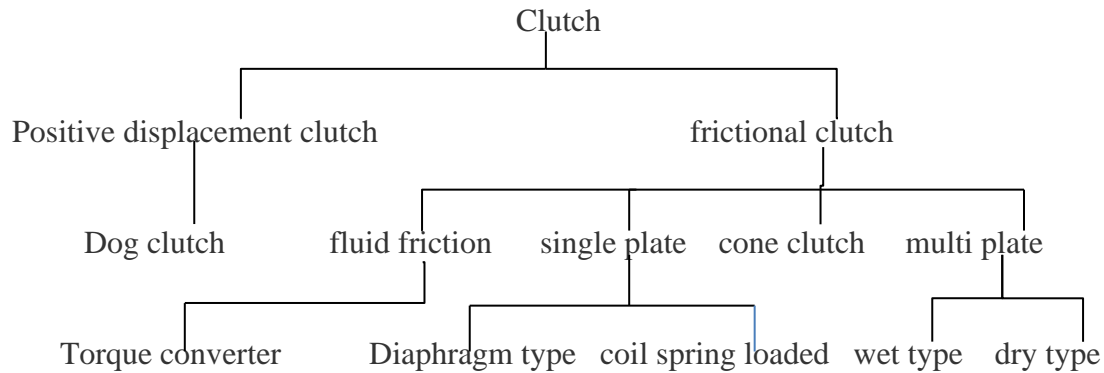 Clutch
Positive displacement clutch frictional clutch
Dog clutch fluid friction single plate cone clutch multi plate
Torque converter Diaphragm type coil spring loaded wet type dry type